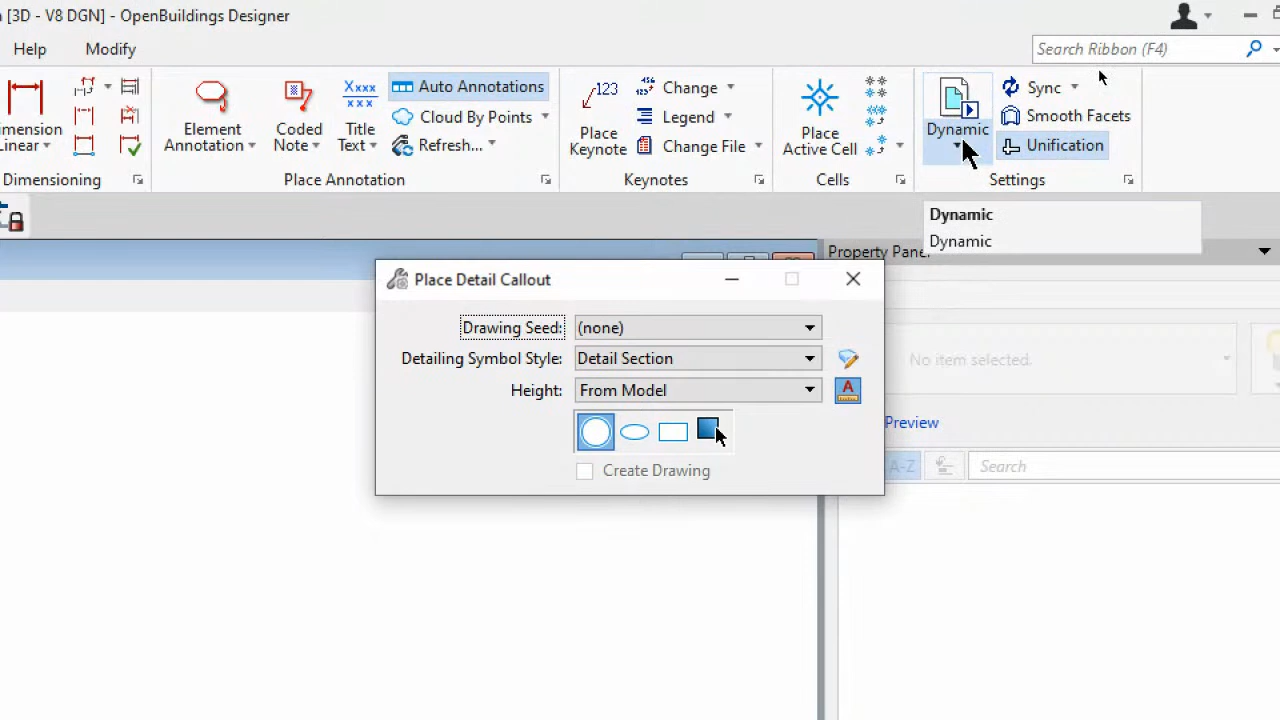 [3D - V8 DGN] - OpenBuildings Designer
Help Modify
Search Ribbon (F4)
Xxxx
xxx
Auto Annotations
123
456
Change
Sync
Cloud By Points
Legend
Smooth Facets
Refresh...
Change File
Unification
Element
Annotation
Coded
Note
Title
Text
Place
Keynote
Place
Active Cell
Dynamic
imension
Linear
Dimensioning
Place Annotation
Keynotes
Cells
Settings
Dynamic
Dynamic
Property Pane
Place Detail Callout
Drawing Seed: (none)
Detailing Symbol Style: Detail Section
Height: From Model
A
Create Drawing
No item selected.
Preview
A-Z
Search